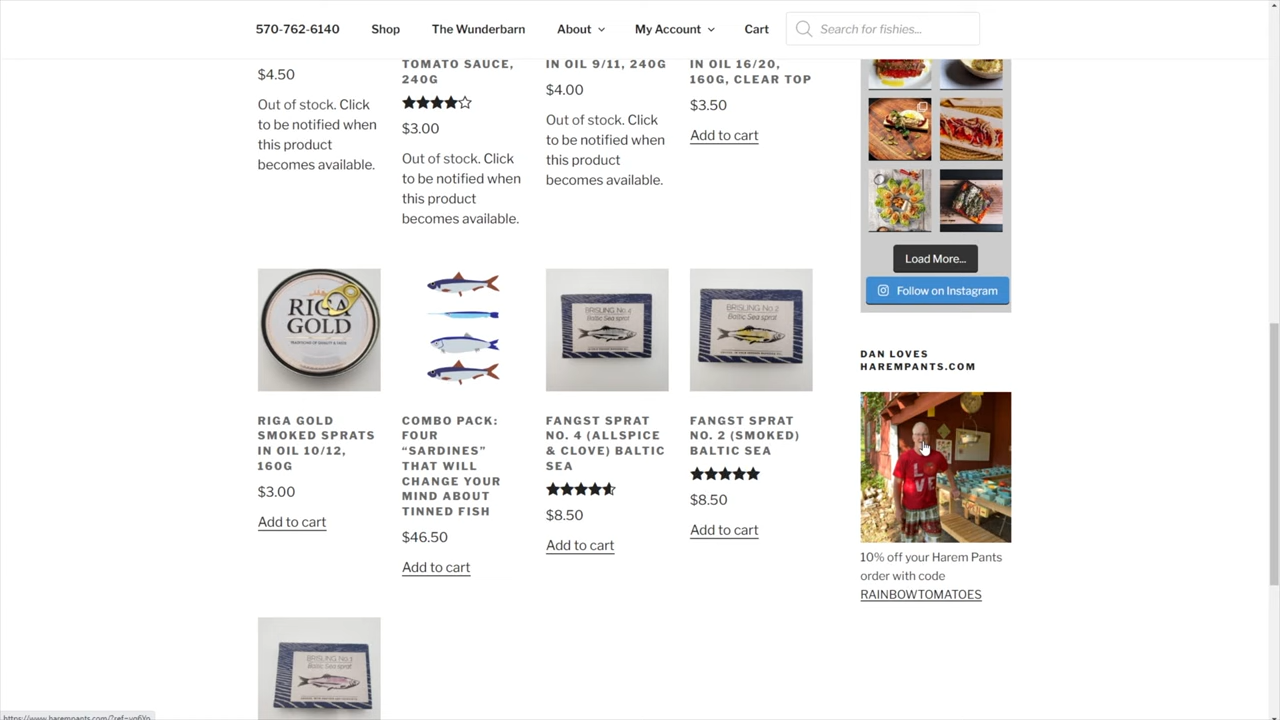 570-762-6140
Shop
The Wunderbarn
About
My Account
Cart
Search for fishies...
$4.50
Out of stock. Click
to be notified when
this product
becomes available.
TOMATO SAUCE,
240G
$3.00
Out of stock. Click
to be notified when
this product
becomes available.
IN OIL 9/11, 240G
$4.00
Out of stock. Click
to be notified when
this product
becomes available.
IN OIL 16/20,
160G, CLEAR TOP
$3.50
Add to cart
Load More...
Follow on Instagram
RIGA
GOLD
RIGA GOLD
SMOKED SPRATS
IN OIL 10/12,
160G
$3.00
Add to cart
COMBO PACK:
FOUR
“SARDINES”
THAT WILL
CHANGE YOUR
MIND ABOUT
TINNED FISH
$46.50
Add to cart
BRISLING No.4
Baltic Sea sprat
FANGST SPRAT
NO. 4 (ALLSPICE
& CLOVE) BALTIC
SEA
$8.50
Add to cart
BRISLING No.2
Baltic Sea sprat
FANGST SPRAT
NO. 2 (SMOKED)
BALTIC SEA
$8.50
Add to cart
DAN LOVES
HAREMPANTS.COM
LOVE
10% off your Harem Pants
order with code
RAINBOWTOMATOES
BRISLING No.1
Baltic Sea sprat